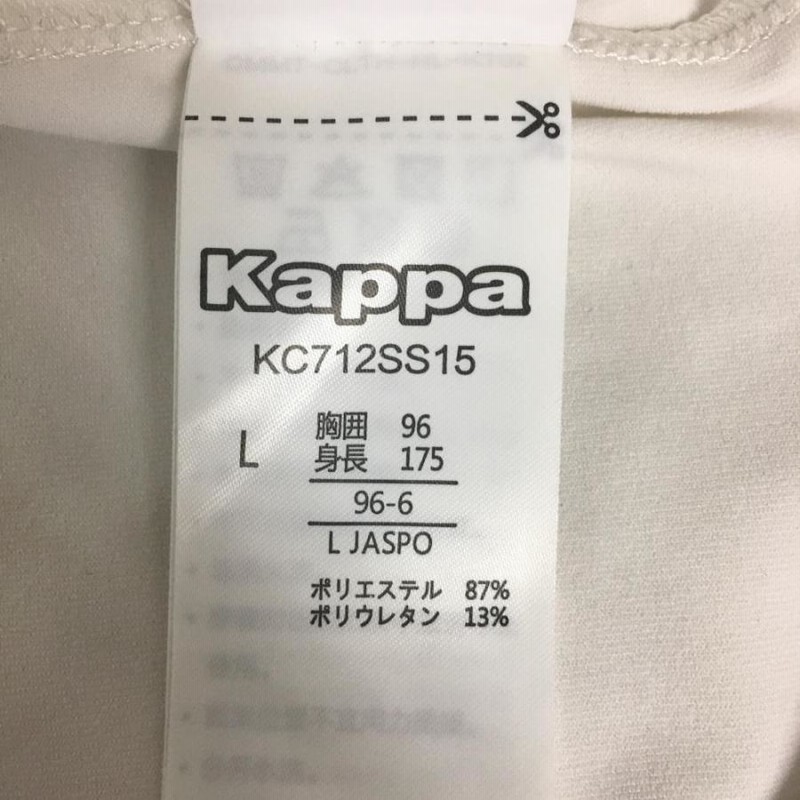 Kappa
KC712SS15
L
胸囲 96
身長 175
96-6
L JASPO
ポリエステル 87%
ポリウレタン 13%